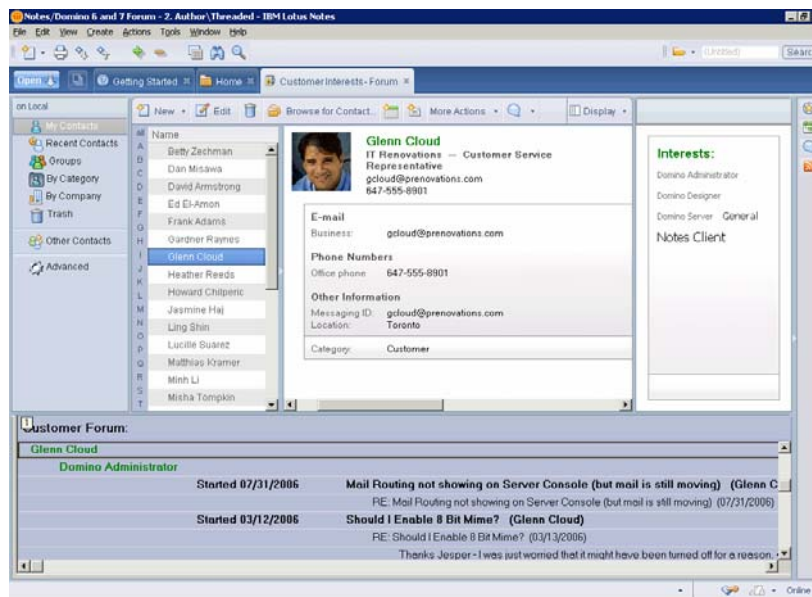 Notes/Domino 6 and 7 Forum - 2. Author\Threaded - IBM Lotus Notes
File Edit View Create Actions Tools Window Help
(Untitled) Searc
Open Getting Started Home CustomerInterests- Forum
on Local
My Contacts
Recent Contacts
Groups
By Category
By Company
Trash
Other Contacts
Advanced
New Edit Browse for Contact... More Actions Display
All
A
B
C
D
E
F
G
H
I
J
K
L
M
N
O
P
Q
R
S
T
Name
Betty Zechman
Dan Misawa
David Armstrong
Ed El-Amon
Frank Adams
Gardner Raynes
Glenn Cloud
Heather Reeds
Howard Chilperic
Jasmine Haj
Ling Shin
Lucille Suarez
Matthias Kramer
Minh Li
Misha Tompkin
Glenn Cloud
IT Renovations — Customer Service
Representative
gcloud@prenovations.com
647-555-8901
E-mail
Business: gcloud@prenovations.com
Phone Numbers
Office phone 647-555-8901
Other Information
Messaging ID: gcloud@prenovations.com
Location: Toronto
Category: Customer
Interests:
Domino Administrator
Domino Designer
Domino Server General
Notes Client
Customer Forum:
Glenn Cloud
Domino Administrator
Started 07/31/2006 Mail Routing not showing on Server Console (but mail is still moving) (Glenn C
RE: Mail Routing not showing on Server Console (but mail is still moving) (07/31/2006)
Started 03/12/2006 Should I Enable 8 Bit Mime? (Glenn Cloud)
RE: Should I Enable 8 Bit Mime? (03/13/2006)
Thanks Jesper - I was just worried that it might have been turned off for a reason.
Online